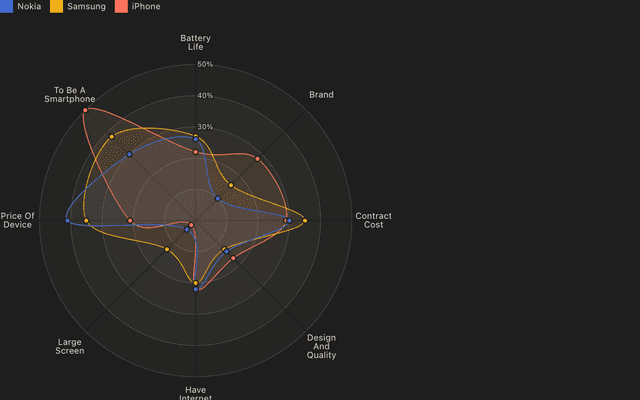 Nokia Samsung iPhone
Battery
Life
50%
To Be A
Smartphone
Brand
40%
30%
Price Of
Device
Contract
Cost
Large
Screen
Design
And
Quality
Have
Internet